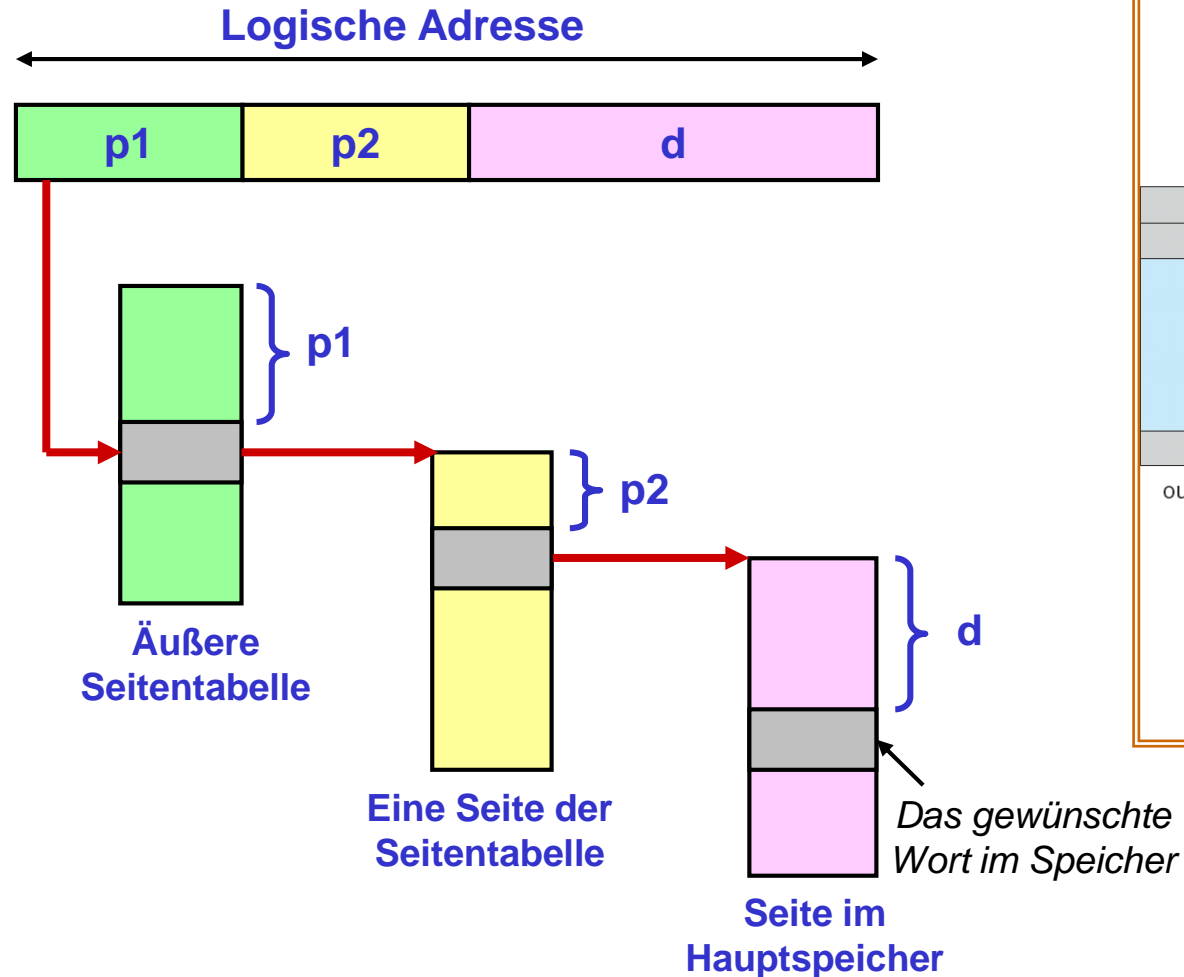 Logische Adresse
p1
p2
d
p1
p2
d
Äußere
Seitentabelle
Eine Seite der
Seitentabelle
Das gewünschte
Wort im Speicher
Seite im
Hauptspeicher